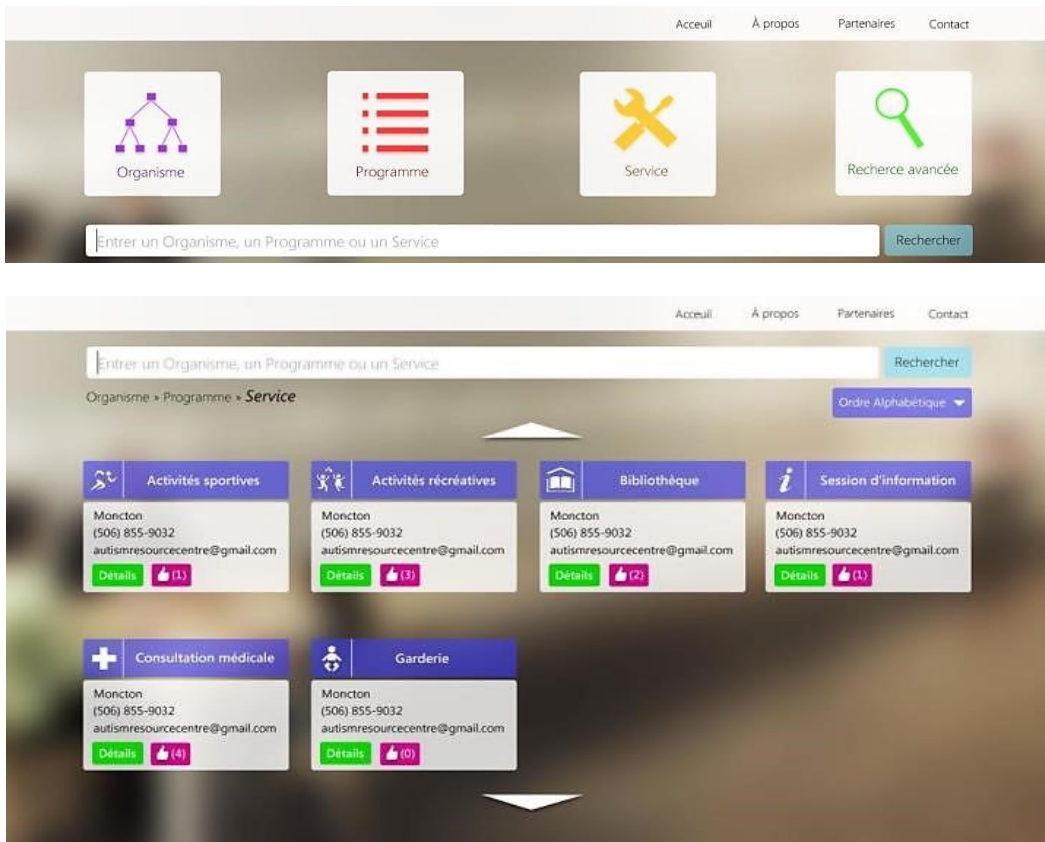 Acceuil À propos Partenaires Contact
Organisme Programme Service Recherce avancée
Entrer un Organisme, un Programme ou un Service Rechercher
Acceuil À propos Partenaires Contact
Entrer un Organisme, un Programme ou un Service Rechercher
Organisme » Programme » Service
Ordre Alphabétique
Activités sportives
Moncton
(506) 855-9032
autismresourcecentre@gmail.com
Détails (1)
Activités récréatives
Moncton
(506) 855-9032
autismresourcecentre@gmail.com
Détails (3)
Bibliothèque
Moncton
(506) 855-9032
autismresourcecentre@gmail.com
Détails (2)
i Session d'information
Moncton
(506) 855-9032
autismresourcecentre@gmail.com
Détails (1)
Consultation médicale
Moncton
(506) 855-9032
autismresourcecentre@gmail.com
Détails (4)
Garderie
Moncton
(506) 855-9032
autismresourcecentre@gmail.com
Détails (0)